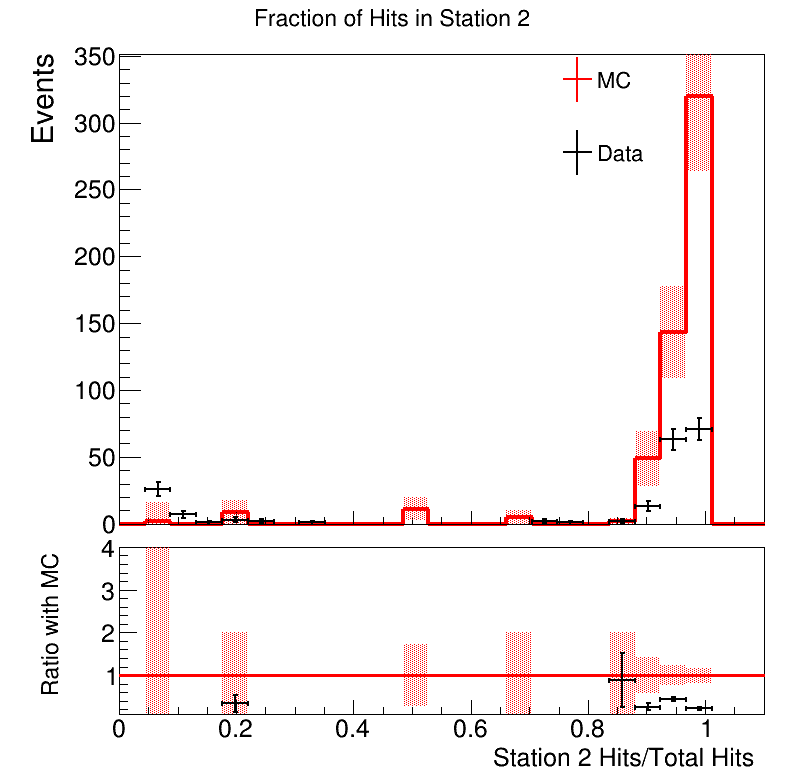 Fraction of Hits in Station 2
Events
350
300
250
200
150
100
50
0
MC
Data
Ratio with MC
4
3
2
1
0 0.2 0.4 0.6 0.8 1
Station 2 Hits/Total Hits